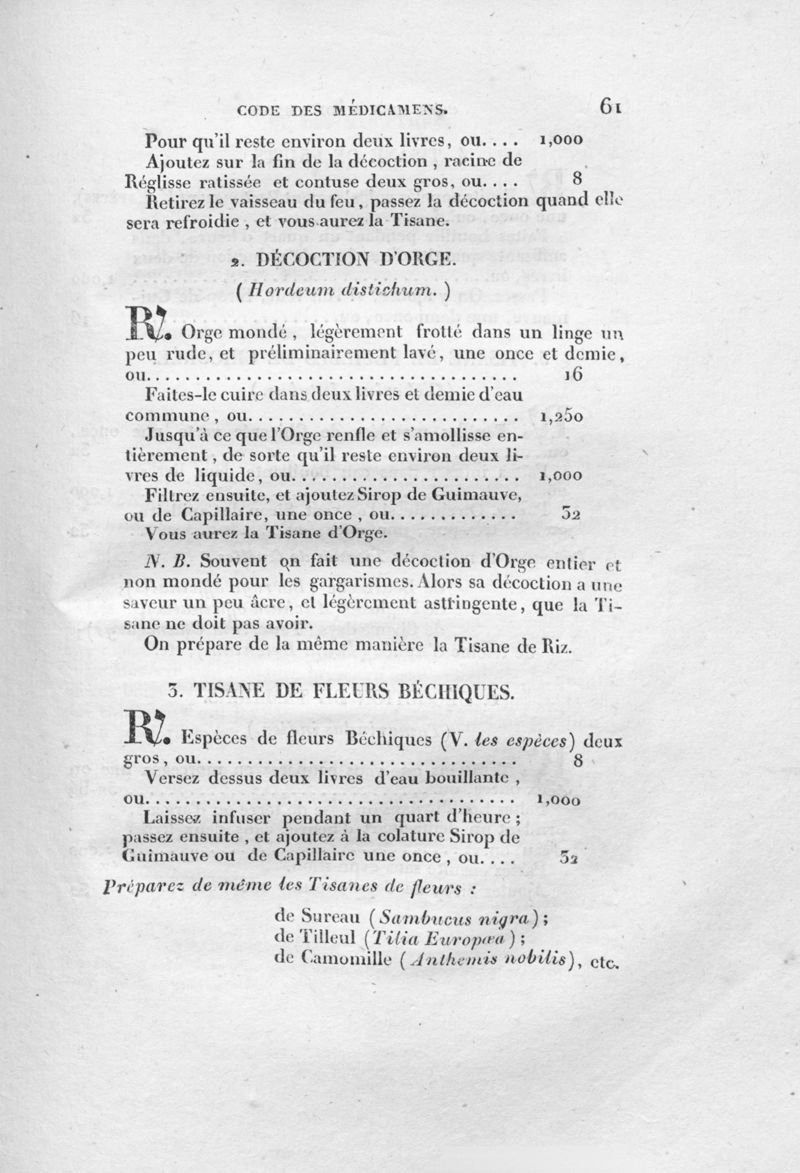 CODE DES MÉDICAMENS. 61
Pour qu'il reste environ deux livres, ou.... 1,000
Ajoutez sur la fin de la décoction, racine de
Réglisse ratissée et contuse deux gros, ou.... 8
Retirez le vaisseau du feu, passez la décoction quand elle
sera refroidie, et vous aurez la Tisane.
2. DÉCOCTION D'ORGE.
( Hordeum distichum. )
℞. Orge mondé, légèrement frotté dans un linge un
peu rude, et préliminairement lavé, une once et demie,
ou..................................... 16
Faites-le cuire dans deux livres et demie d'eau
commune, ou........................... 1,250
Jusqu'à ce que l'Orge renfle et s'amollisse en-
tièrement, de sorte qu'il reste environ deux li-
vres de liquide, ou....................... 1,000
Filtrez ensuite, et ajoutez Sirop de Guimauve,
ou de Capillaire, une once, ou............. 32
Vous aurez la Tisane d'Orge.
N. B. Souvent on fait une décoction d'Orge entier et
non mondé pour les gargarismes. Alors sa décoction a une
saveur un peu âcre, et légèrement astringente, que la Ti-
sane ne doit pas avoir.
On prépare de la même manière la Tisane de Riz.
3. TISANE DE FLEURS BÉCHIQUES.
℞. Espèces de fleurs Béchiques (V. les espèces) deux
gros, ou................................ 8
Versez dessus deux livres d'eau bouillante,
ou..................................... 1,000
Laissez infuser pendant un quart d'heure;
passez ensuite, et ajoutez à la colature Sirop de
Guimauve ou de Capillaire une once, ou.... 32
Préparez de même les Tisanes de fleurs :
de Sureau (Sambucus nigra);
de Tilleul (Tilia Europæa);
de Camomille (Anthemis nobilis), etc.